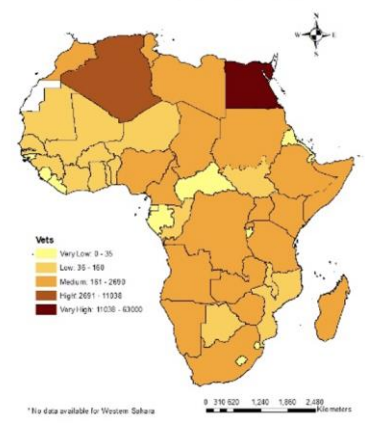 N
W E
S
Vets
Very Low: 0 - 35
Low: 36 - 160
Medium: 161 - 2690
High: 2691 - 11038
Very High: 11038 - 63000
0 310 620 1,240 1,860 2,480
Kilometers
*No data available for Western Sahara